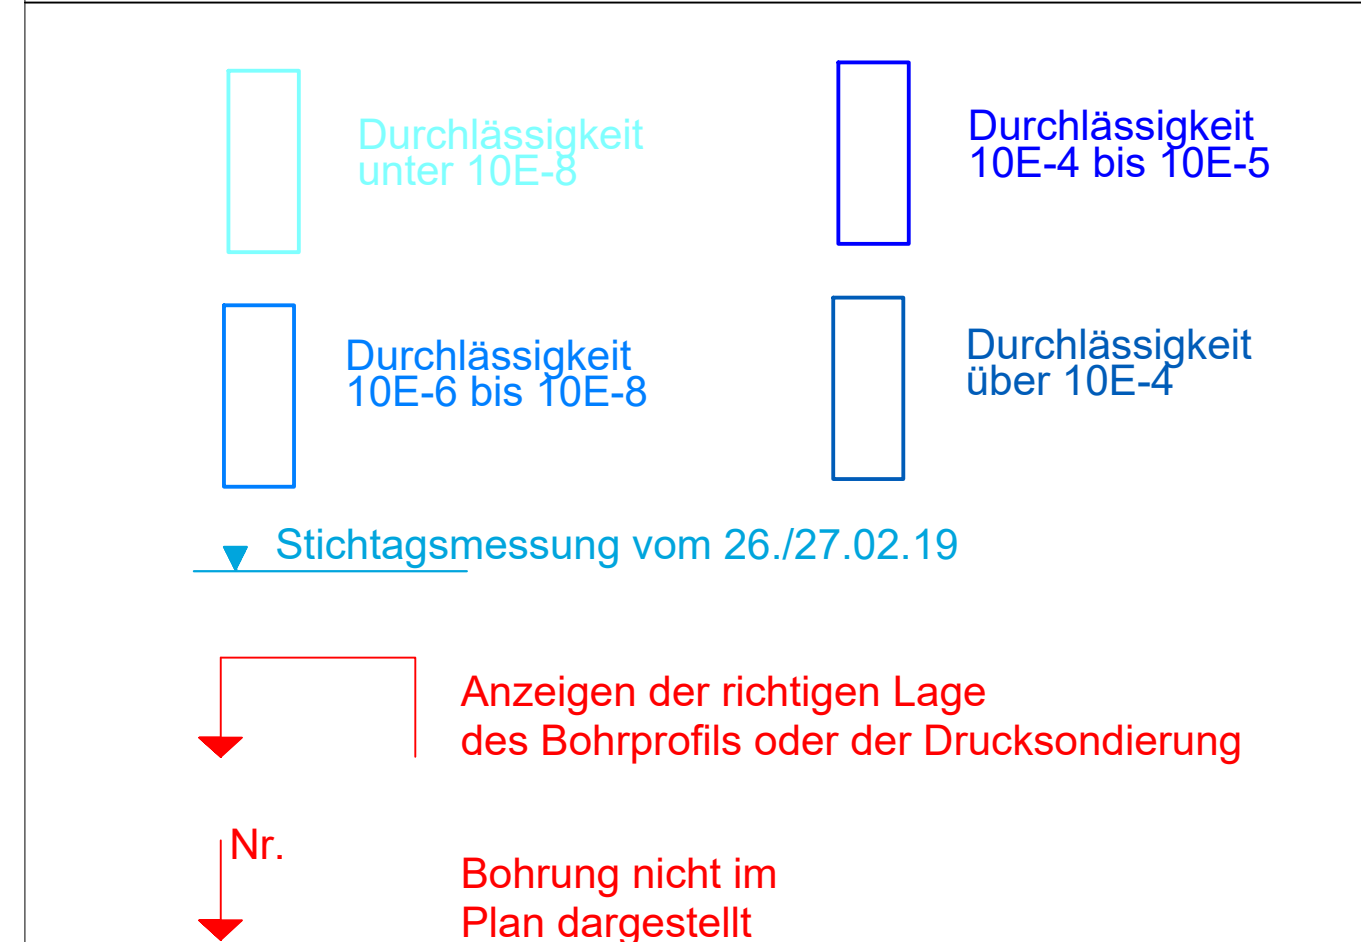 Durchlässigkeit
unter 10E-8
Durchlässigkeit
10E-4 bis 10E-5
Durchlässigkeit
10E-6 bis 10E-8
Durchlässigkeit
über 10E-4
Stichtagsmessung vom 26./27.02.19
Anzeigen der richtigen Lage
des Bohrprofils oder der Drucksondierung
Nr.
Bohrung nicht im
Plan dargestellt